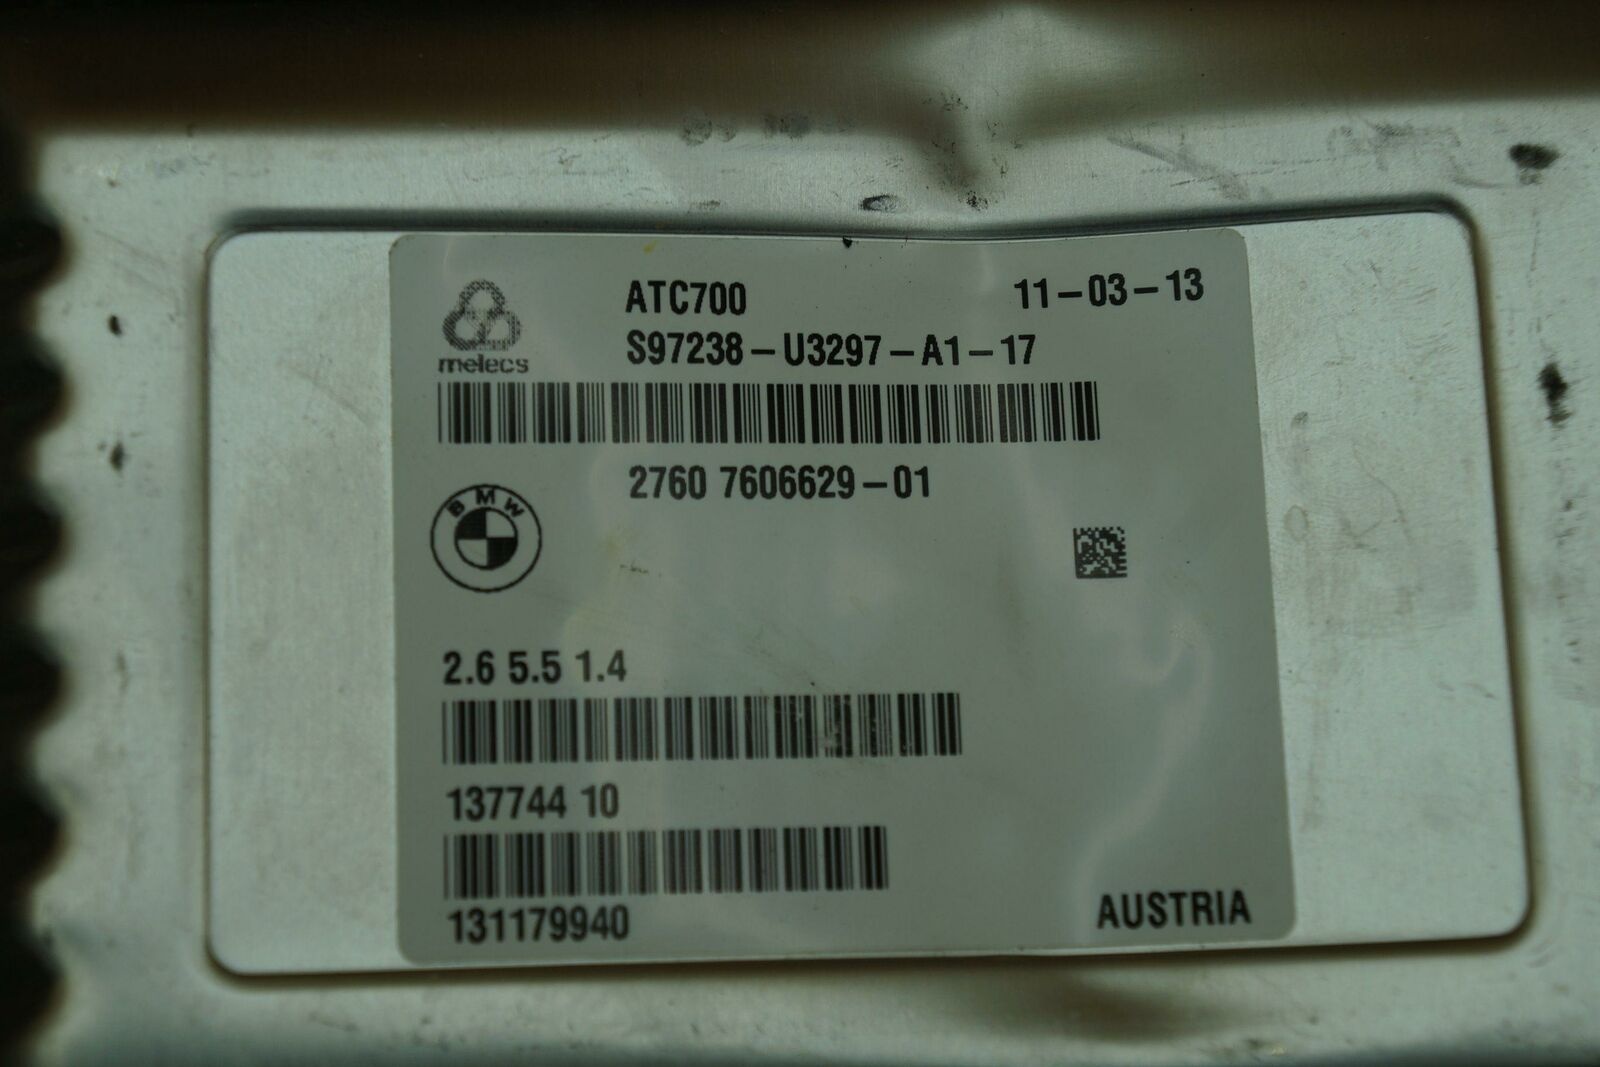 ATC700 11-03-13
melecs S97238-U3297-A1-17
2760 7606629-01
BMW
2.6 5.5 1.4
137744 10
131179940 AUSTRIA